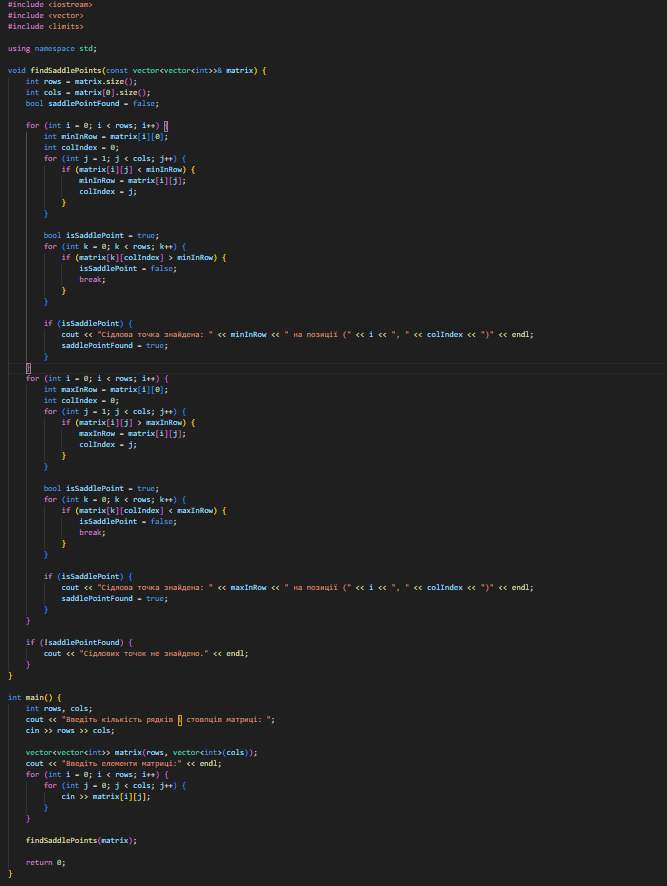 #include <iostream>
#include <vector>
#include <limits>
using namespace std;
void findSaddlePoints(const vector<vector<int>>& matrix) {
int rows = matrix.size();
int cols = matrix[0].size();
bool saddlePointFound = false;
for (int i = 0; i < rows; i++) {
int minInRow = matrix[i][0];
int colIndex = 0;
for (int j = 1; j < cols; j++) {
if (matrix[i][j] < minInRow) {
minInRow = matrix[i][j];
colIndex = j;
}
}
bool isSaddlePoint = true;
for (int k = 0; k < rows; k++) {
if (matrix[k][colIndex] > minInRow) {
isSaddlePoint = false;
break;
}
}
if (isSaddlePoint) {
cout << "Сідлова точка знайдена: " << minInRow << " на позиції (" << i << ", " << colIndex << ")" << endl;
saddlePointFound = true;
}
}
for (int i = 0; i < rows; i++) {
int maxInRow = matrix[i][0];
int colIndex = 0;
for (int j = 1; j < cols; j++) {
if (matrix[i][j] > maxInRow) {
maxInRow = matrix[i][j];
colIndex = j;
}
}
bool isSaddlePoint = true;
for (int k = 0; k < rows; k++) {
if (matrix[k][colIndex] < maxInRow) {
isSaddlePoint = false;
break;
}
}
if (isSaddlePoint) {
cout << "Сідлова точка знайдена: " << maxInRow << " на позиції (" << i << ", " << colIndex << ")" << endl;
saddlePointFound = true;
}
}
if (!saddlePointFound) {
cout << "Сідлових точок не знайдено." << endl;
}
}
int main() {
int rows, cols;
cout << "Введіть кількість рядків і стовпців матриці: ";
cin >> rows >> cols;
vector<vector<int>> matrix(rows, vector<int>(cols));
cout << "Введіть елементи матриці:" << endl;
for (int i = 0; i < rows; i++) {
for (int j = 0; j < cols; j++) {
cin >> matrix[i][j];
}
}
findSaddlePoints(matrix);
return 0;
}